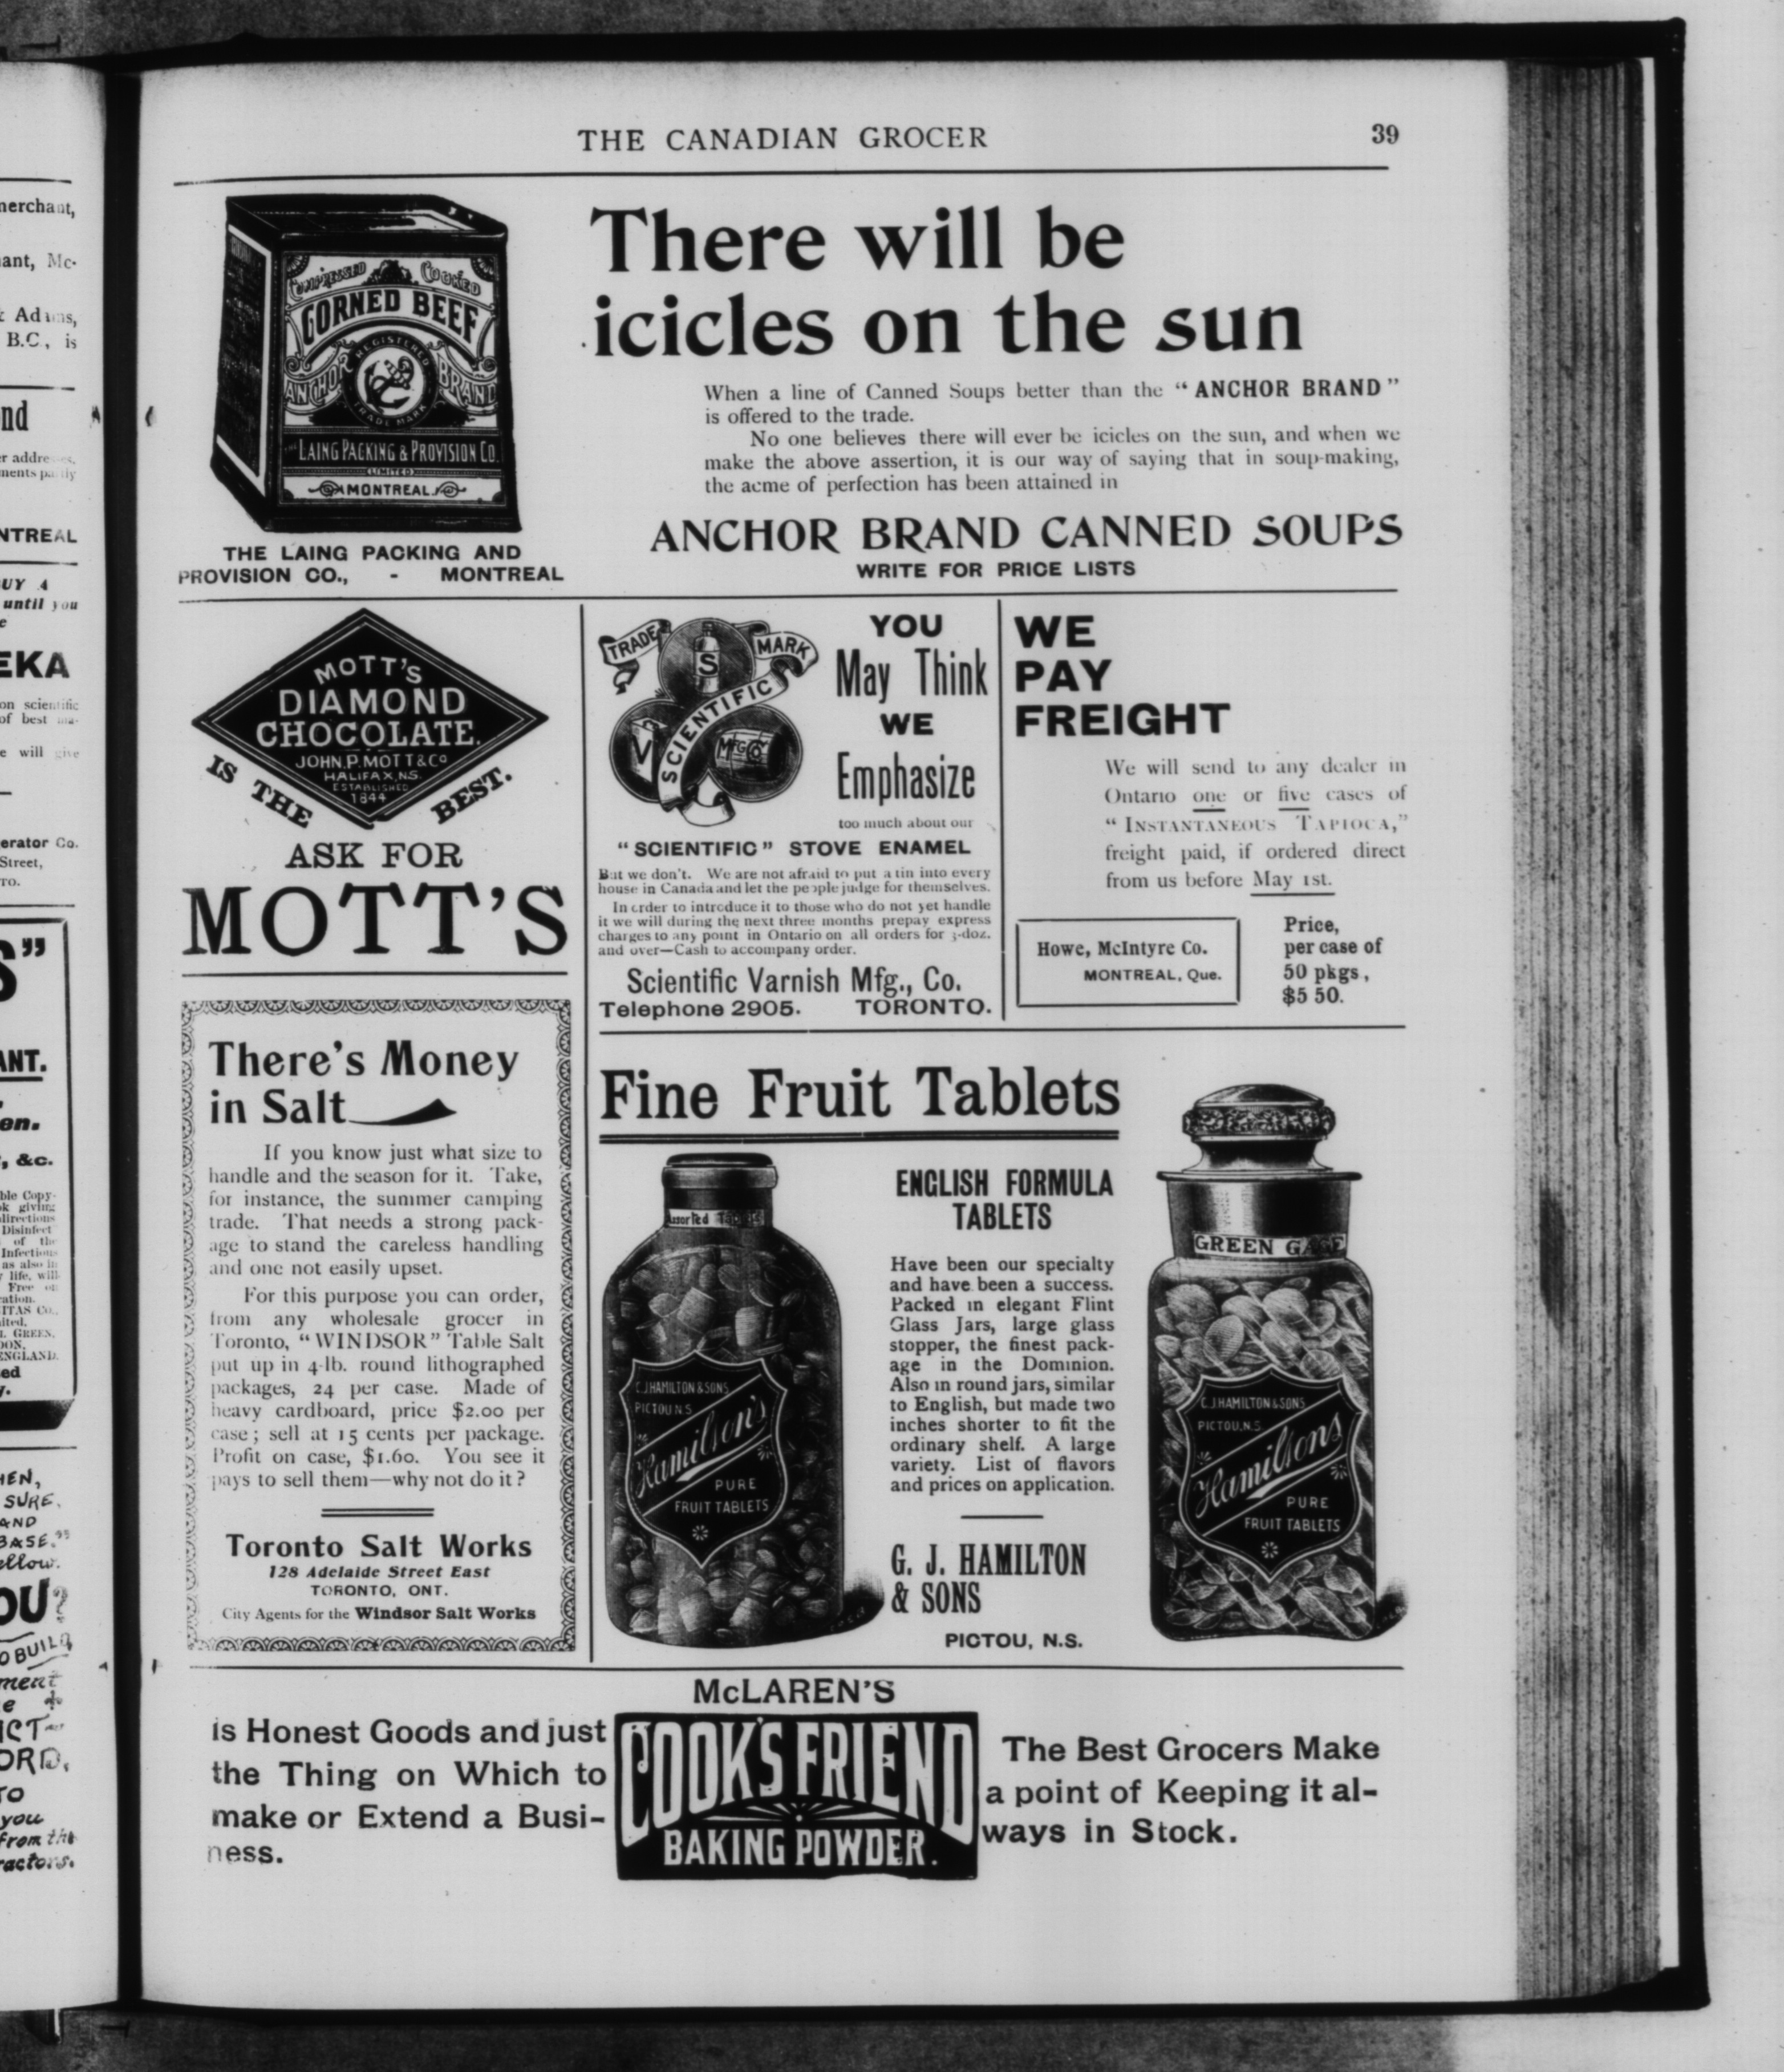 THE CANADIAN GROCER 39
CORNED BEEF
ANCHOR BRAND
REGISTERED
TRADE MARK
THE LAING PACKING & PROVISION CO.
LIMITED
MONTREAL
THE LAING PACKING AND
PROVISION CO., - MONTREAL
There will be
icicles on the sun
When a line of Canned Soups better than the “ANCHOR BRAND”
is offered to the trade.
No one believes there will ever be icicles on the sun, and when we
make the above assertion, it is our way of saying that in soup-making,
the acme of perfection has been attained in
ANCHOR BRAND CANNED SOUPS
WRITE FOR PRICE LISTS
MOTT'S
DIAMOND
CHOCOLATE.
JOHN.P.MOTT&Co
HALIFAX,N.S.
ESTABLISHED
1844
IS THE BEST.
ASK FOR
MOTT'S
There's Money
in Salt
If you know just what size to
handle and the season for it. Take,
for instance, the summer camping
trade. That needs a strong pack-
age to stand the careless handling
and one not easily upset.
For this purpose you can order,
from any wholesale grocer in
Toronto, “WINDSOR” Table Salt
put up in 4-lb. round lithographed
packages, 24 per case. Made of
heavy cardboard, price $2.00 per
case; sell at 15 cents per package.
Profit on case, $1.60. You see it
pays to sell them—why not do it?
Toronto Salt Works
128 Adelaide Street East
TORONTO, ONT.
City Agents for the Windsor Salt Works
TRADE MARK
SCIENTIFIC
S
V
MFG Co
YOU
May Think
WE
Emphasize
too much about our
“SCIENTIFIC” STOVE ENAMEL
But we don't. We are not afraid to put a tin into every
house in Canada and let the people judge for themselves.
In order to introduce it to those who do not yet handle
it we will during the next three months prepay express
charges to any point in Ontario on all orders for 3-doz.
and over—Cash to accompany order.
Scientific Varnish Mfg., Co.
Telephone 2905. TORONTO.
WE
PAY
FREIGHT
We will send to any dealer in
Ontario one or five cases of
“INSTANTANEOUS TAPIOCA,”
freight paid, if ordered direct
from us before May 1st.
Howe, McIntyre Co.
MONTREAL, Que.
Price,
per case of
50 pkgs,
$5 50.
Fine Fruit Tablets
Assorted Tablets
C.J.HAMILTON & SONS
PICTOU N.S
Hamilton's
PURE
FRUIT TABLETS
ENGLISH FORMULA
TABLETS
Have been our specialty
and have been a success.
Packed in elegant Flint
Glass Jars, large glass
stopper, the finest pack-
age in the Dominion.
Also in round jars, similar
to English, but made two
inches shorter to fit the
ordinary shelf. A large
variety. List of flavors
and prices on application.
G. J. HAMILTON
& SONS
PICTOU, N.S.
GREEN GAGE
C.J.HAMILTON & SONS
PICTOU.N.S
Hamiltons
PURE
FRUIT TABLETS
McLAREN'S
is Honest Goods and just
the Thing on Which to
make or Extend a Busi-
ness.
COOK'S FRIEND
BAKING POWDER.
The Best Grocers Make
a point of Keeping it al-
ways in Stock.